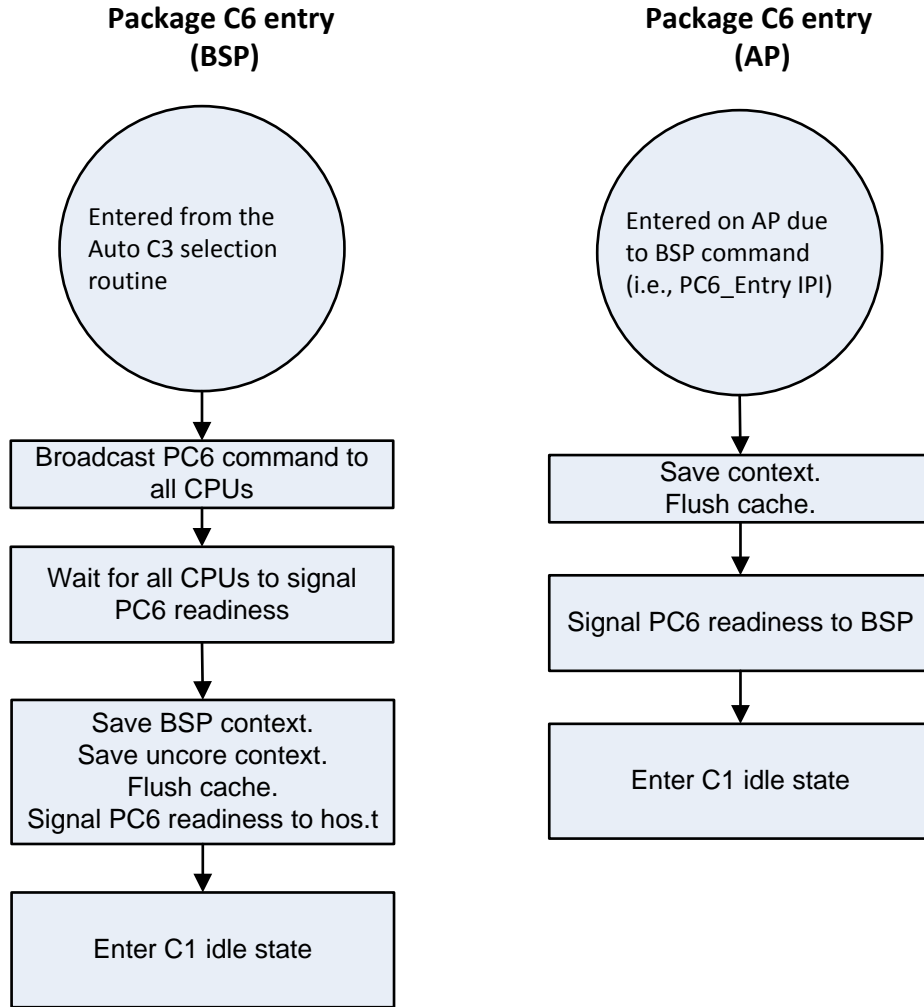 Package C6 entry
(BSP)
Entered from the
Auto C3 selection
routine
Broadcast PC6 command to
all CPUs
Wait for all CPUs to signal
PC6 readiness
Save BSP context.
Save uncore context.
Flush cache.
Signal PC6 readiness to hos.t
Enter C1 idle state
Package C6 entry
(AP)
Entered on AP due
to BSP command
(i.e., PC6_Entry IPI)
Save context.
Flush cache.
Signal PC6 readiness to BSP
Enter C1 idle state